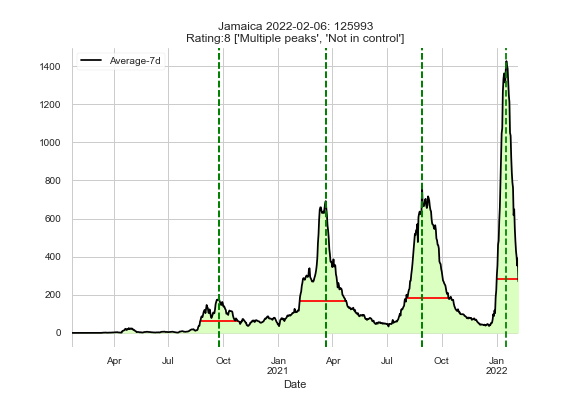 Jamaica 2022-02-06: 125993
Rating:8 ['Multiple peaks', 'Not in control']
Average-7d
1400
1200
1000
800
600
400
200
0
Apr Jul Oct Jan Apr Jul Oct Jan
2021 2022
Date